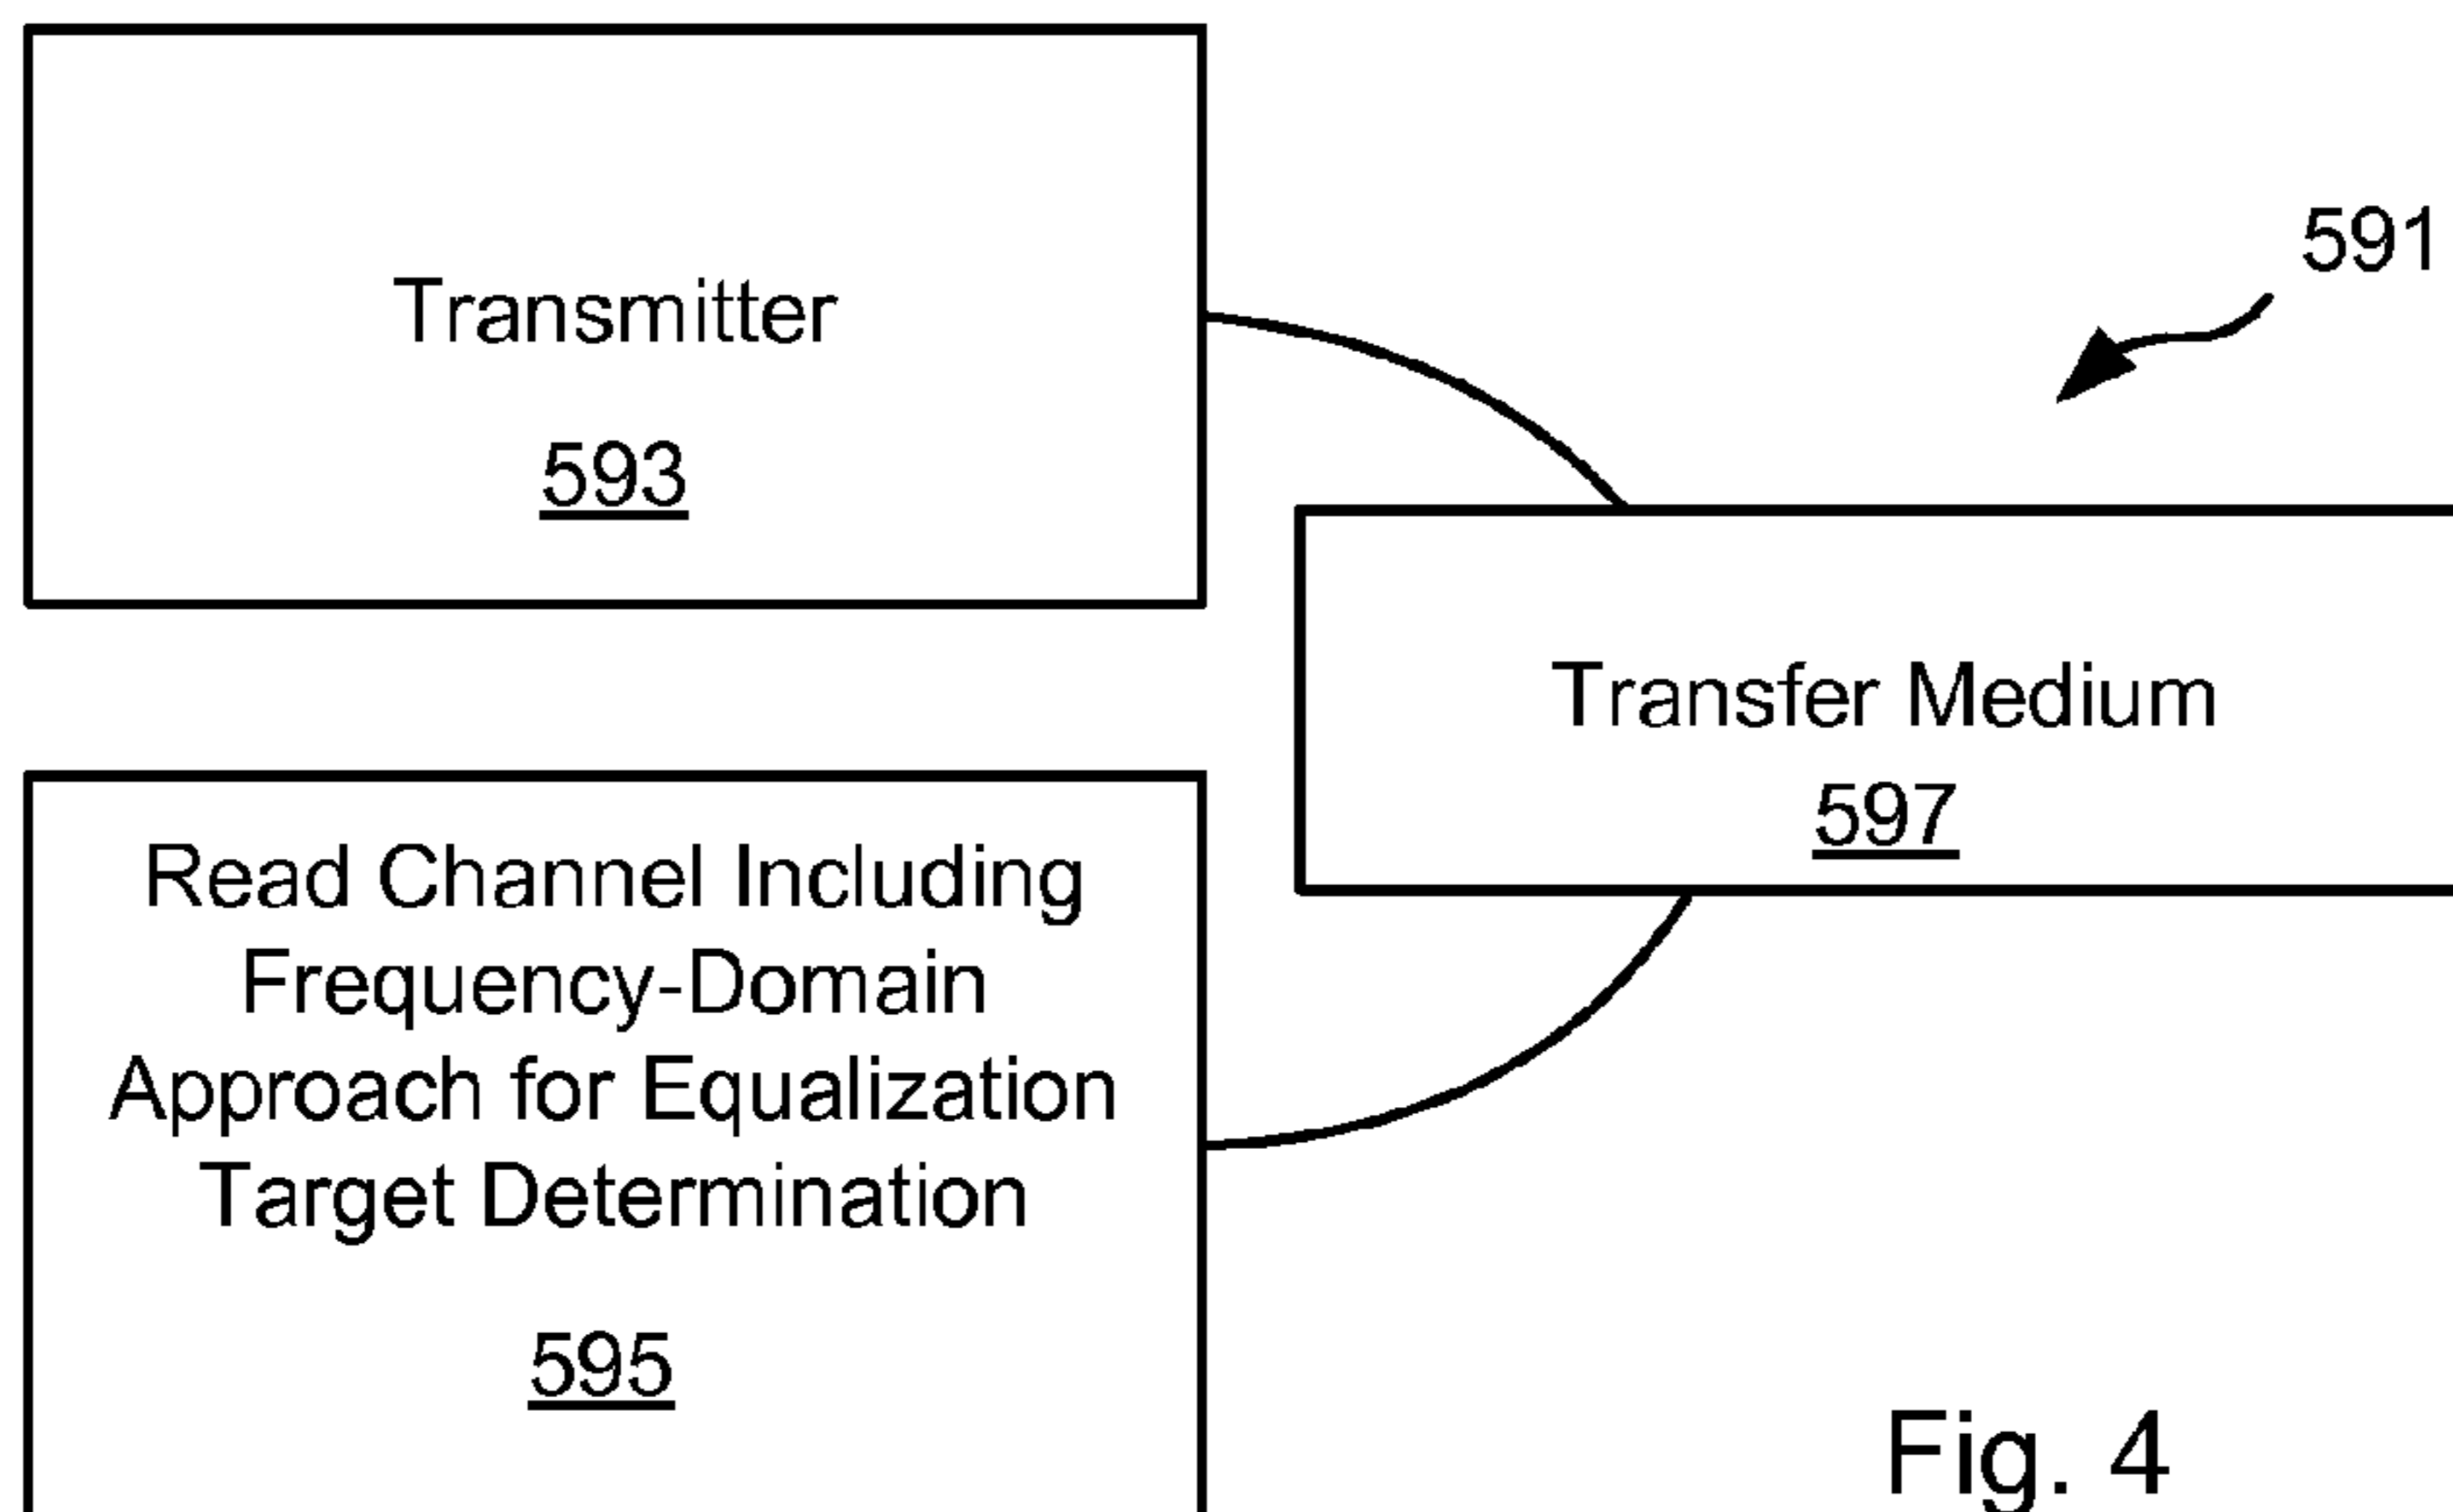 Transmitter
593
591
Transfer Medium
597
Read Channel Including
Frequency-Domain
Approach for Equalization
Target Determination
595
Fig. 4